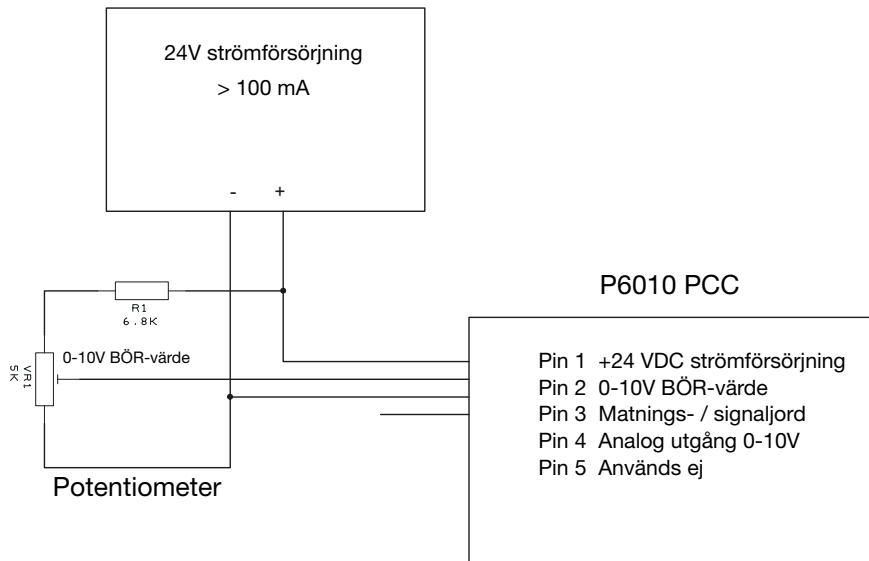 24V strömförsörjning
> 100 mA
- +
P6010 PCC
R1
6.8K
0-10V BÖR-värde
VR1
5K
Pin 1 +24 VDC strömförsörjning
Pin 2 0-10V BÖR-värde
Pin 3 Matnings- / signaljord
Pin 4 Analog utgång 0-10V
Pin 5 Används ej
Potentiometer